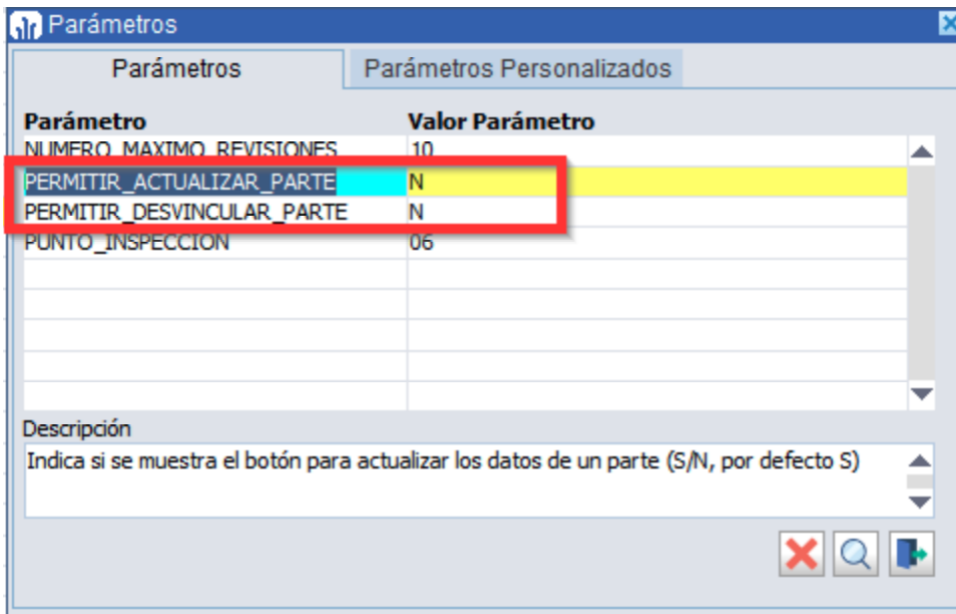 Parámetros
Parámetros Parámetros Personalizados
Parámetro Valor Parámetro
NUMERO_MAXIMO_REVISIONES 10
PERMITIR_ACTUALIZAR_PARTE N
PERMITIR_DESVINCULAR_PARTE N
PUNTO_INSPECCION 06
Descripción
Indica si se muestra el botón para actualizar los datos de un parte (S/N, por defecto S)